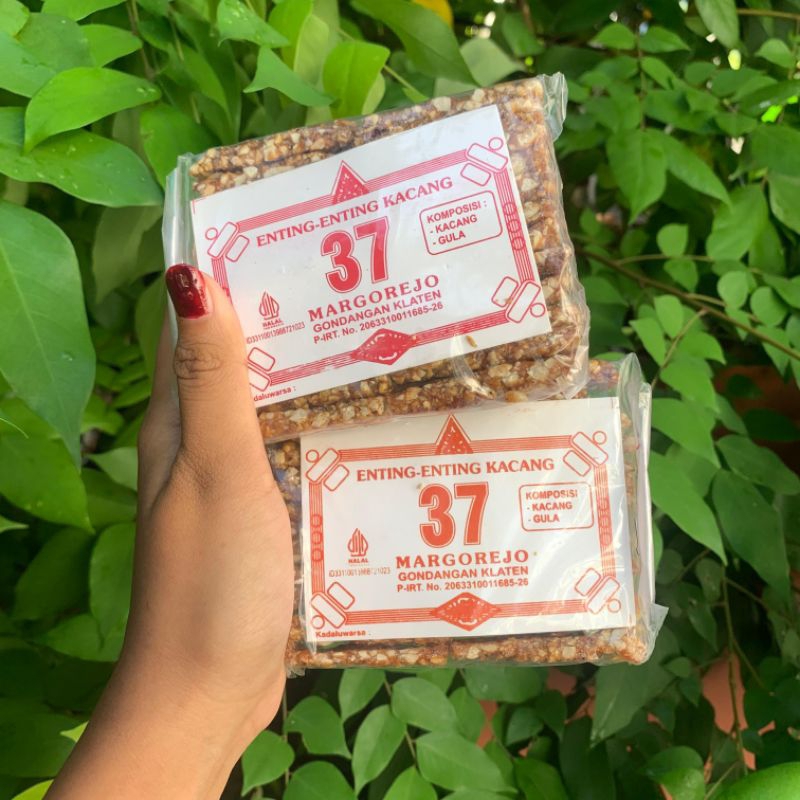 ENTING-ENTING KACANG
37
KOMPOSISI :
- KACANG
- GULA
HALAL
MARGOREJO
GONDANGAN KLATEN
P-IRT. No. 2063310011685-26
daluwarsa :
ENTING-ENTING KACANG
37
KOMPOSISI
- KACANG
- GULA
HALAL
MARGOREJO
GONDANGAN KLATEN
P-IRT. No. 2063310011685-26
Kadaluwarsa :